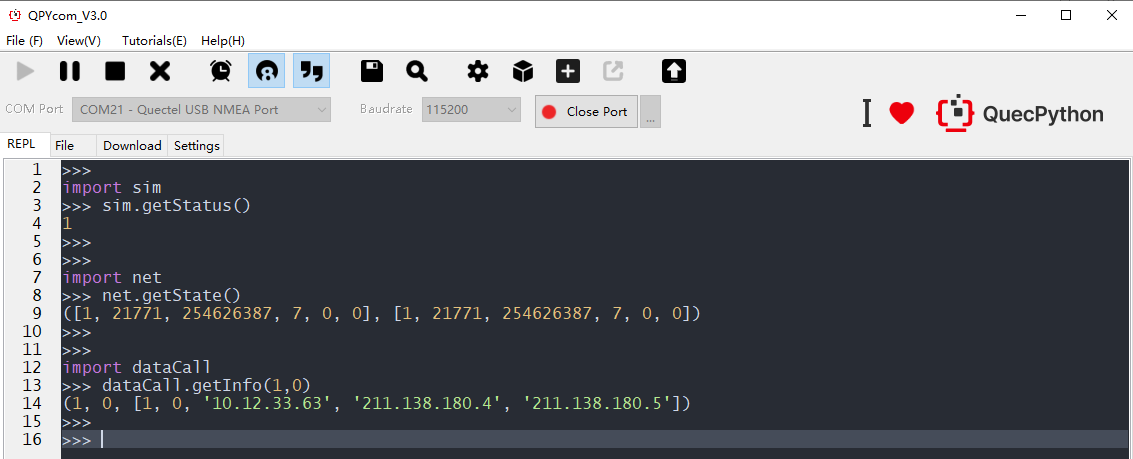 QPYcom_V3.0
File (F) View(V) Tutorials(E) Help(H)
COM Port COM21 - Quectel USB NMEA Port Baudrate 115200 Close Port ... QuecPython
REPL File Download Settings
1 >>>
2 import sim
3 >>> sim.getStatus()
4 1
5 >>>
6 >>>
7 import net
8 >>> net.getState()
9 ([1, 21771, 254626387, 7, 0, 0], [1, 21771, 254626387, 7, 0, 0])
10 >>>
11 >>>
12 import dataCall
13 >>> dataCall.getInfo(1,0)
14 (1, 0, [1, 0, '10.12.33.63', '211.138.180.4', '211.138.180.5'])
15 >>>
16 >>>